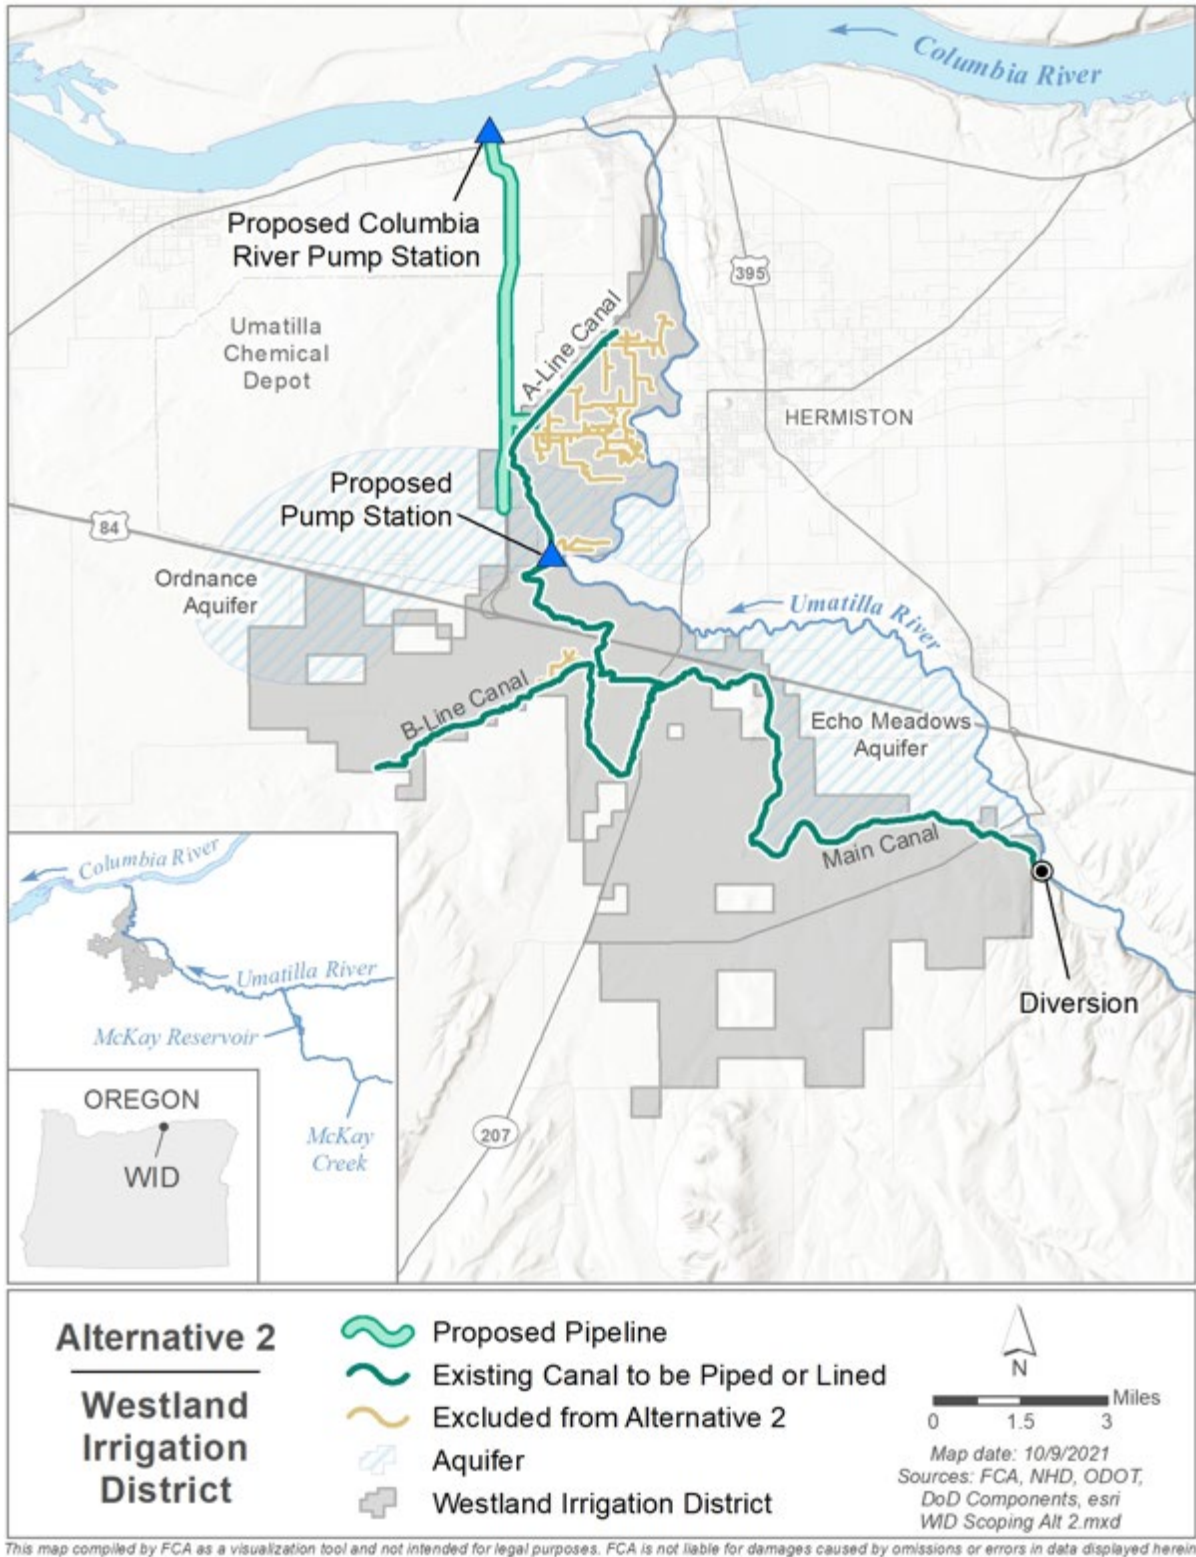 Columbia River
Proposed Columbia
River Pump Station
395
Umatilla
Chemical
Depot
A-Line Canal
HERMISTON
Proposed
Pump Station
84
Ordnance
Aquifer
Umatilla River
B-Line Canal
Echo Meadows
Aquifer
Main Canal
Diversion
207
Columbia River
Umatilla River
McKay Reservoir
McKay
Creek
OREGON
WID
Alternative 2
Westland
Irrigation
District
Proposed Pipeline
Existing Canal to be Piped or Lined
Excluded from Alternative 2
Aquifer
Westland Irrigation District
N
Miles
0 1.5 3
Map date: 10/9/2021
Sources: FCA, NHD, ODOT,
DoD Components, esri
WID Scoping Alt 2.mxd
This map compiled by FCA as a visualization tool and not intended for legal purposes. FCA is not liable for damages caused by omissions or errors in data displayed herein